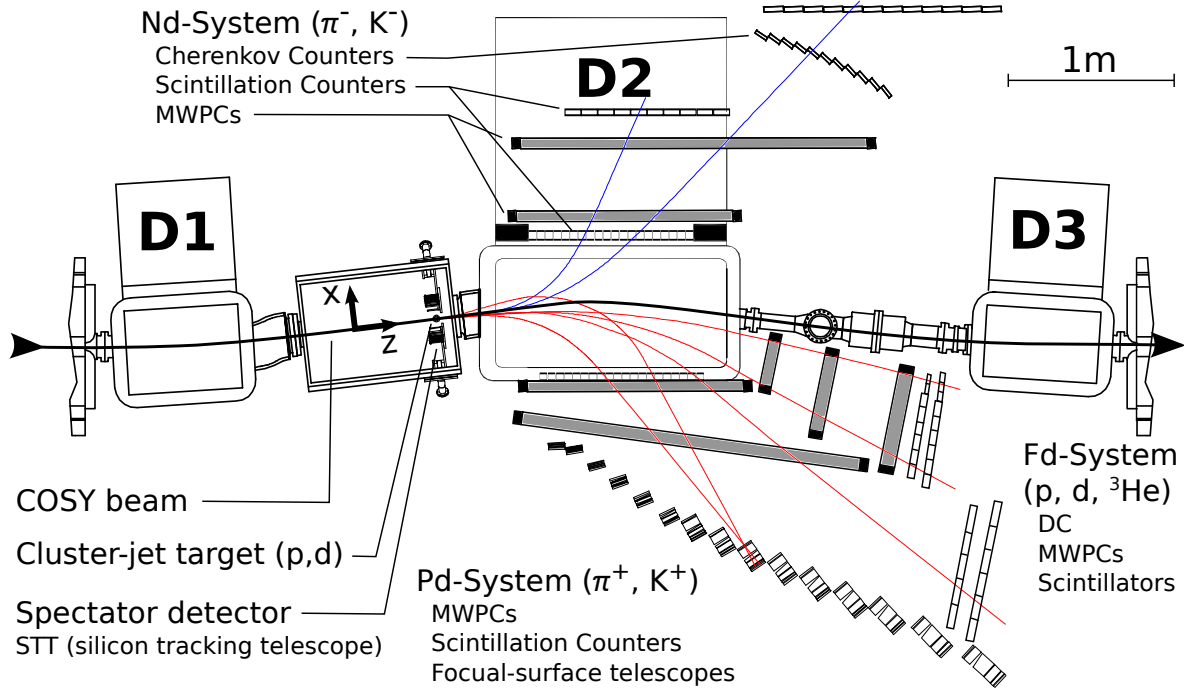 Nd-System (π⁻, K⁻)
Cherenkov Counters
Scintillation Counters
MWPCs
D2
1m
D1
D3
x
z
COSY beam
Cluster-jet target (p,d)
Spectator detector
STT (silicon tracking telescope)
Pd-System (π⁺, K⁺)
MWPCs
Scintillation Counters
Focual-surface telescopes
Fd-System
(p, d, ³He)
DC
MWPCs
Scintillators